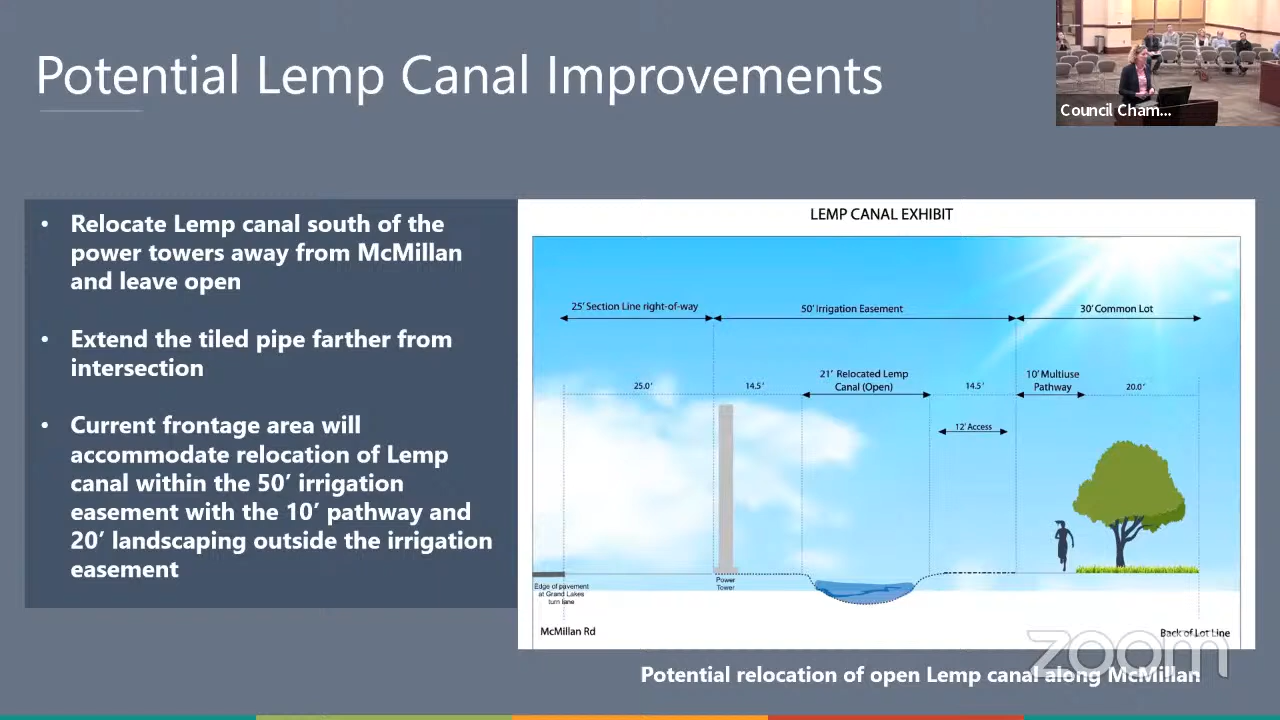 Potential Lemp Canal Improvements
Council Cham...
• Relocate Lemp canal south of the
power towers away from McMillan
and leave open
• Extend the tiled pipe farther from
intersection
• Current frontage area will
accommodate relocation of Lemp
canal within the 50’ irrigation
easement with the 10’ pathway and
20’ landscaping outside the irrigation
easement
LEMP CANAL EXHIBIT
25' Section Line right-of-way
50' Irrigation Easement
30' Common Lot
25.0'
14.5'
21' Relocated Lemp
Canal (Open)
14.5'
10' Multiuse
Pathway
20.0'
12' Access
Edge of pavement
at Grand Lakes
turn lane
Power
Tower
McMillan Rd
Back of Lot Line
zoom
Potential relocation of open Lemp canal along McMillan